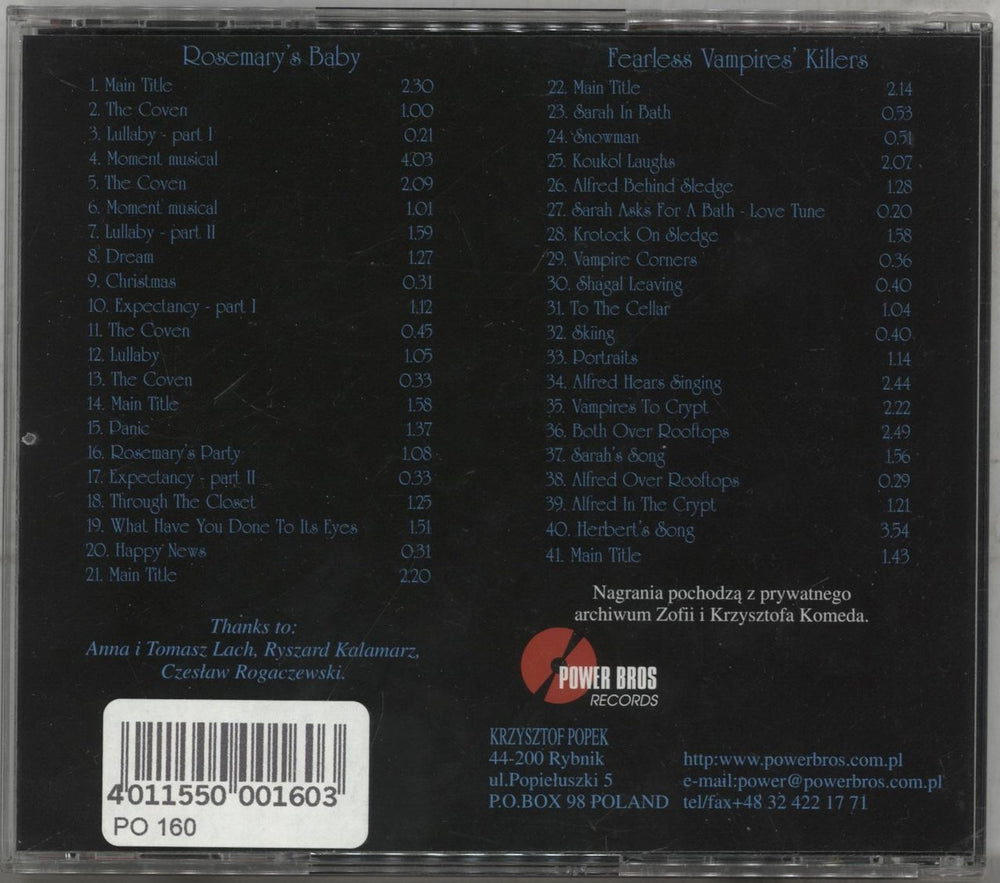 Rosemary's Baby
1. Main Title 2.30
2. The Coven 1.00
3. Lullaby - part I 0.21
4. Moment musical 4.03
5. The Coven 2.09
6. Moment musical 1.01
7. Lullaby - part II 1.59
8. Dream 1.27
9. Christmas 0.31
10. Expectancy - part I 1.12
11. The Coven 0.45
12. Lullaby 1.05
13. The Coven 0.33
14. Main Title 1.58
15. Panic 1.37
16. Rosemary's Party 1.08
17. Expectancy - part II 0.33
18. Through The Closet 1.25
19. What Have You Done To Its Eyes 1.51
20. Happy News 0.31
21. Main Title 2.20
Thanks to:
Anna i Tomasz Lach, Ryszard Kalamarz,
Czesław Rogaczewski.
4011550 001603
PO 160
Fearless Vampires' Killers
22. Main Title 2.14
23. Sarah In Bath 0.53
24. Snowman 0.51
25. Koukol Laughs 2.07
26. Alfred Behind Sledge 1.28
27. Sarah Asks For A Bath - Love Tune 0.20
28. Krotock On Sledge 1.58
29. Vampire Corners 0.36
30. Shagal Leaving 0.40
31. To The Cellar 1.04
32. Skiing 0.40
33. Portraits 1.14
34. Alfred Hears Singing 2.44
35. Vampires To Crypt 2.22
36. Both Over Rooftops 2.49
37. Sarah's Song 1.56
38. Alfred Over Rooftops 0.29
39. Alfred In The Crypt 1.21
40. Herbert's Song 3.54
41. Main Title 1.43
Nagrania pochodzą z prywatnego
archiwum Zofii i Krzysztofa Komeda.
POWER BROS
RECORDS
KRZYSZTOF POPEK
44-200 Rybnik
ul.Popiełuszki 5
P.O.BOX 98 POLAND
http:www.powerbros.com.pl
e-mail:power@powerbros.com.pl
tel/fax+48 32 422 17 71